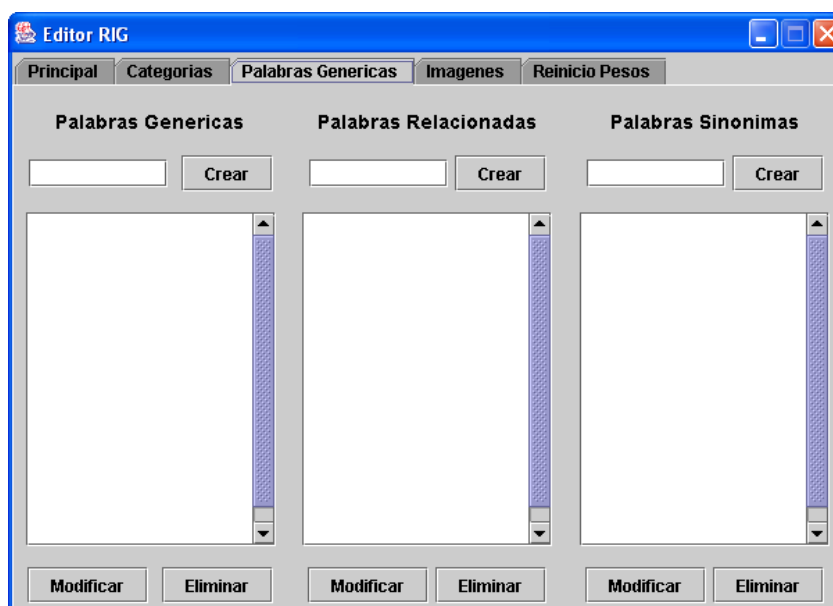 Editor RIG
Principal Categorias Palabras Genericas Imagenes Reinicio Pesos
Palabras Genericas Palabras Relacionadas Palabras Sinonimas
Crear Crear Crear
Modificar Eliminar Modificar Eliminar Modificar Eliminar